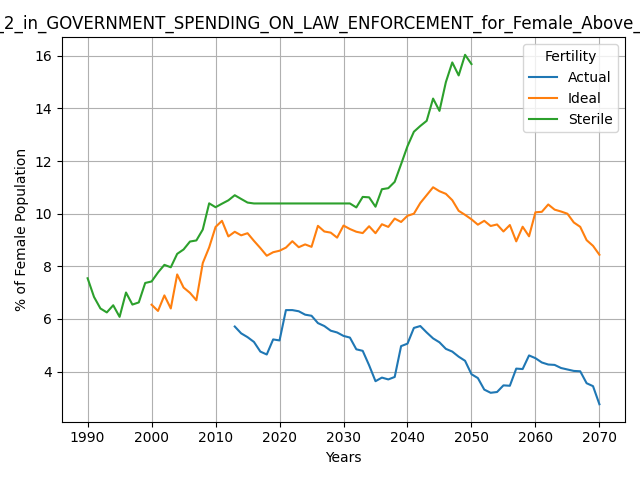 _2_in_GOVERNMENT_SPENDING_ON_LAW_ENFORCEMENT_for_Female_Above_
Fertility
Actual
Ideal
Sterile
% of Female Population
16
14
12
10
8
6
4
1990
2000
2010
2020
2030
2040
2050
2060
2070
Years